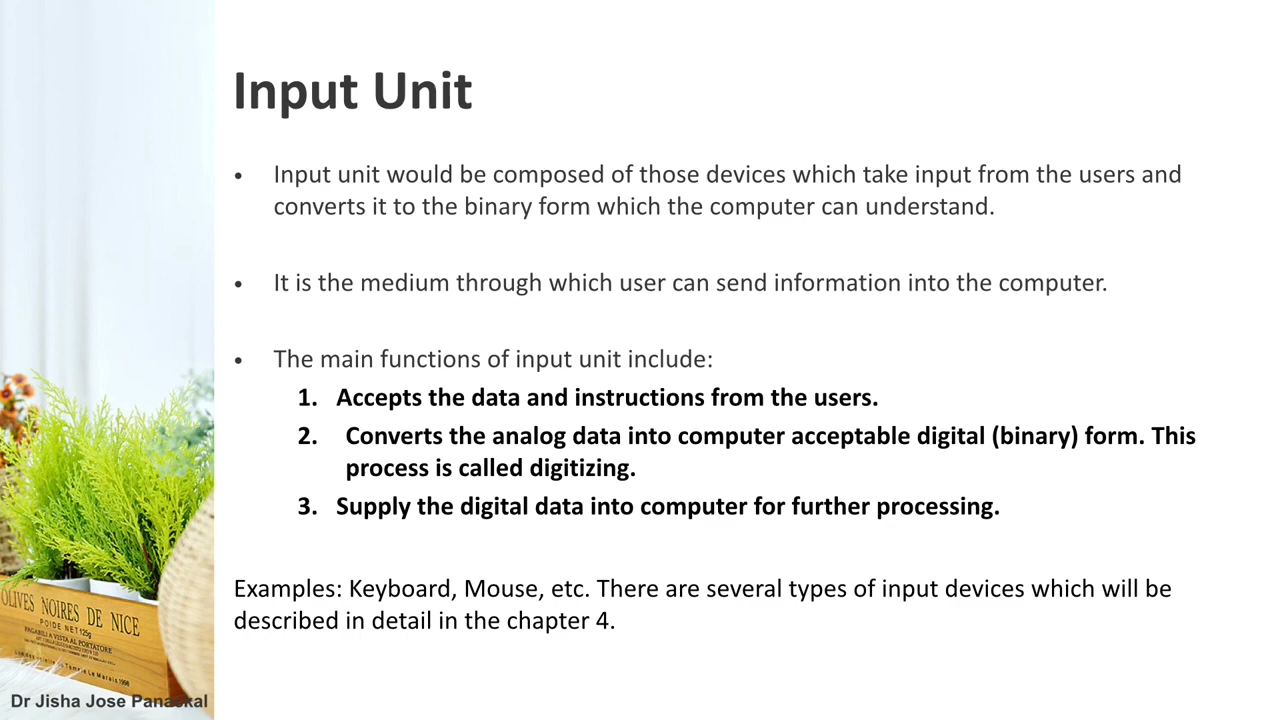 Input Unit
• Input unit would be composed of those devices which take input from the users and
converts it to the binary form which the computer can understand.
• It is the medium through which user can send information into the computer.
• The main functions of input unit include:
1. Accepts the data and instructions from the users.
2. Converts the analog data into computer acceptable digital (binary) form. This
process is called digitizing.
3. Supply the digital data into computer for further processing.
Examples: Keyboard, Mouse, etc. There are several types of input devices which will be
described in detail in the chapter 4.
OLIVES NOIRES DE NICE
POIDE NET125g
PAGABILI A VISTA AL PORTATORE
Temple Le Marais 1998
Dr Jisha Jose